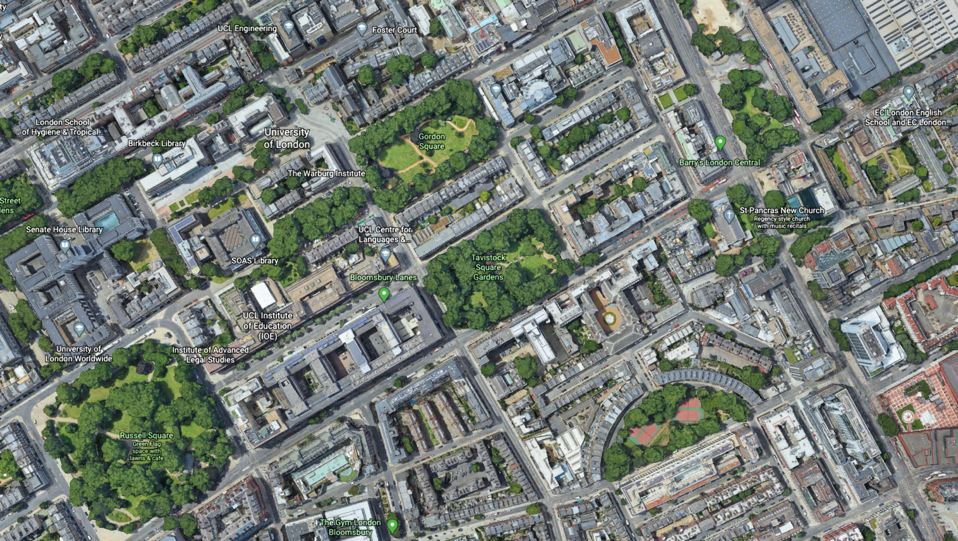 ty
UCL Engineering
Foster Court
London School
of Hygiene & Tropical
Birkbeck Library
University
of London
Gordon
Square
EC London English
School and EC London
The Warburg Institute
Barry's London Central
Street
dens
Senate House Library
St Pancras New Church
Regency style church
with music recitals
UCL Centre for
Languages &
SOAS Library
Tavistock
Square
Gardens
Bloomsbury Lanes
UCL Institute
of Education
(IOE)
University of
London Worldwide
Institute of Advanced
Legal Studies
Russell Square
Green Flag
space with
lawns & cafe
The Gym London
Bloomsbury